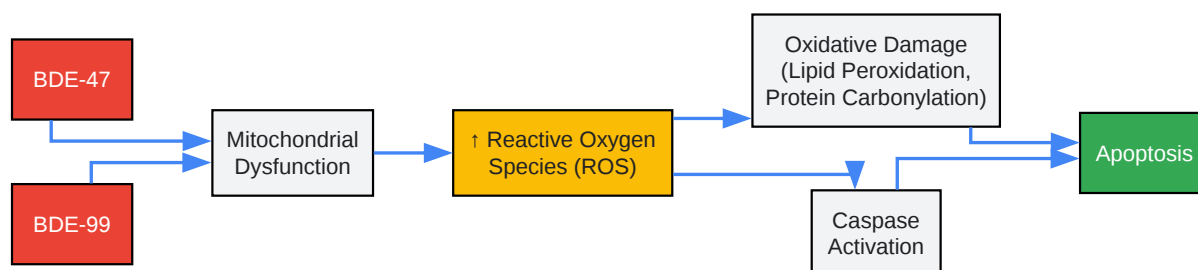 BDE-47
BDE-99
Mitochondrial
Dysfunction
↑ Reactive Oxygen
Species (ROS)
Oxidative Damage
(Lipid Peroxidation,
Protein Carbonylation)
Caspase
Activation
Apoptosis